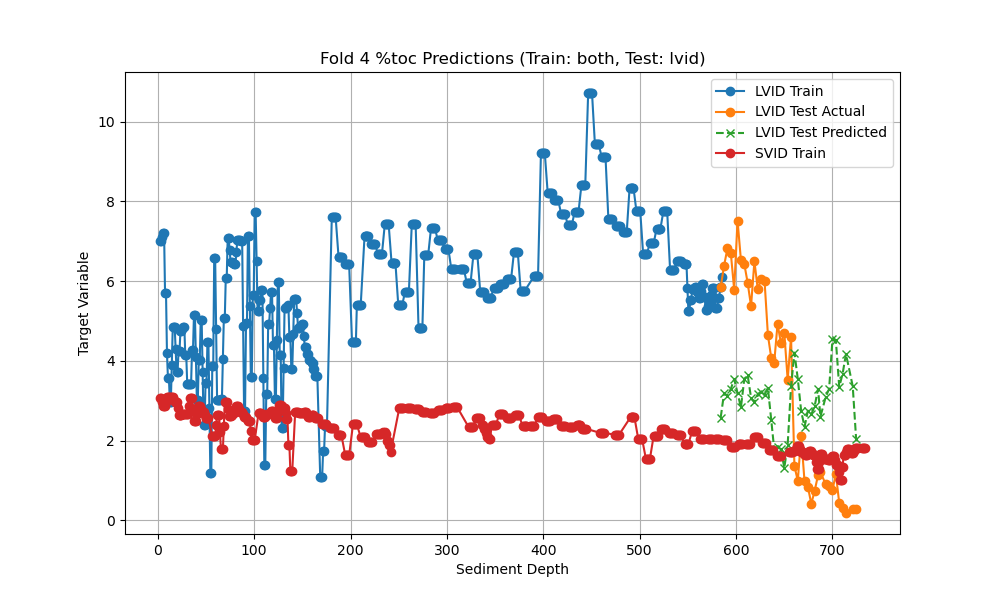 Fold 4 %toc Predictions (Train: both, Test: lvid)
LVID Train
LVID Test Actual
LVID Test Predicted
SVID Train
Target Variable
10
8
6
4
2
0
0 100 200 300 400 500 600 700
Sediment Depth